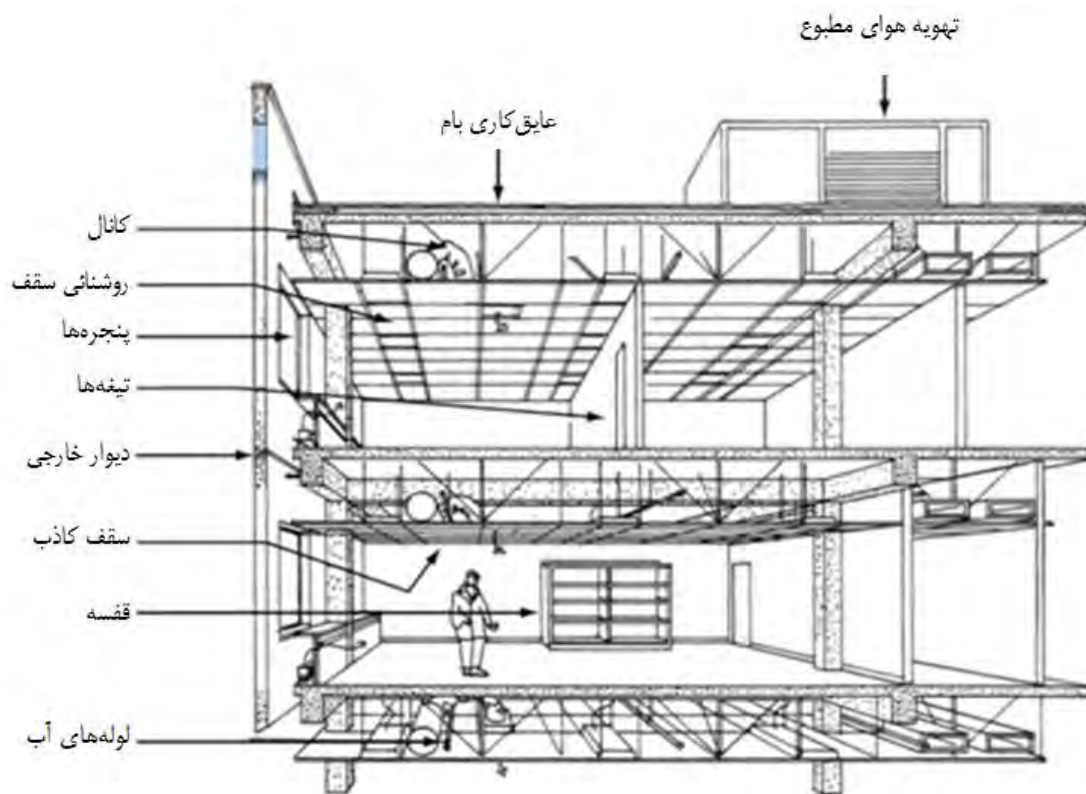 تهویه هوای مطبوع
عایق‌کاری بام
کانال
روشنائی سقف
پنجره‌ها
تیغه‌ها
دیوار خارجی
سقف کاذب
قفسه
لوله‌های آب